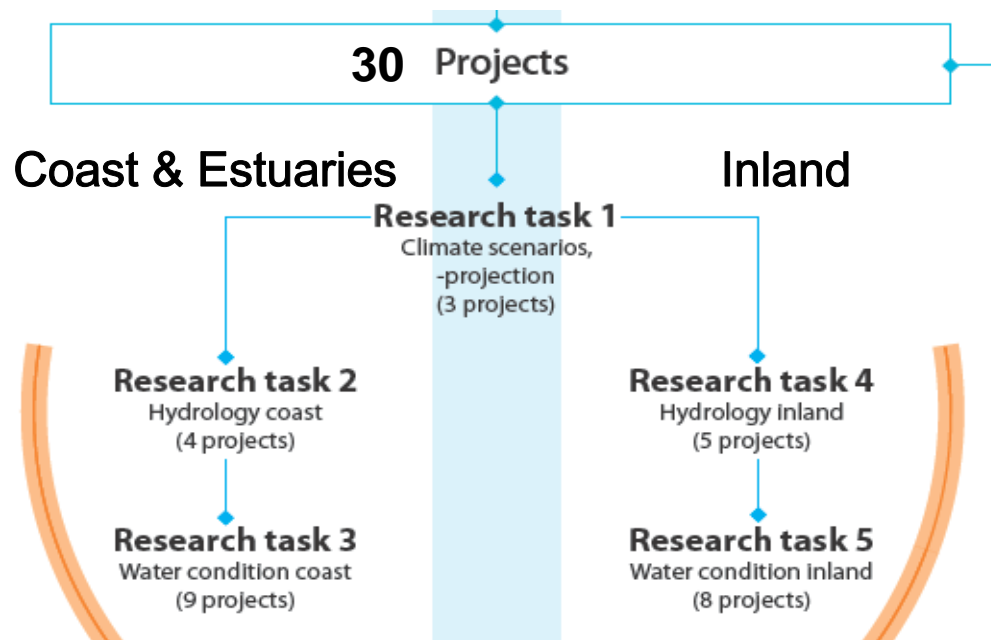 30 Projects
Coast & Estuaries
Inland
Research task 1
Climate scenarios,
-projection
(3 projects)
Research task 2
Hydrology coast
(4 projects)
Research task 4
Hydrology inland
(5 projects)
Research task 3
Water condition coast
(9 projects)
Research task 5
Water condition inland
(8 projects)